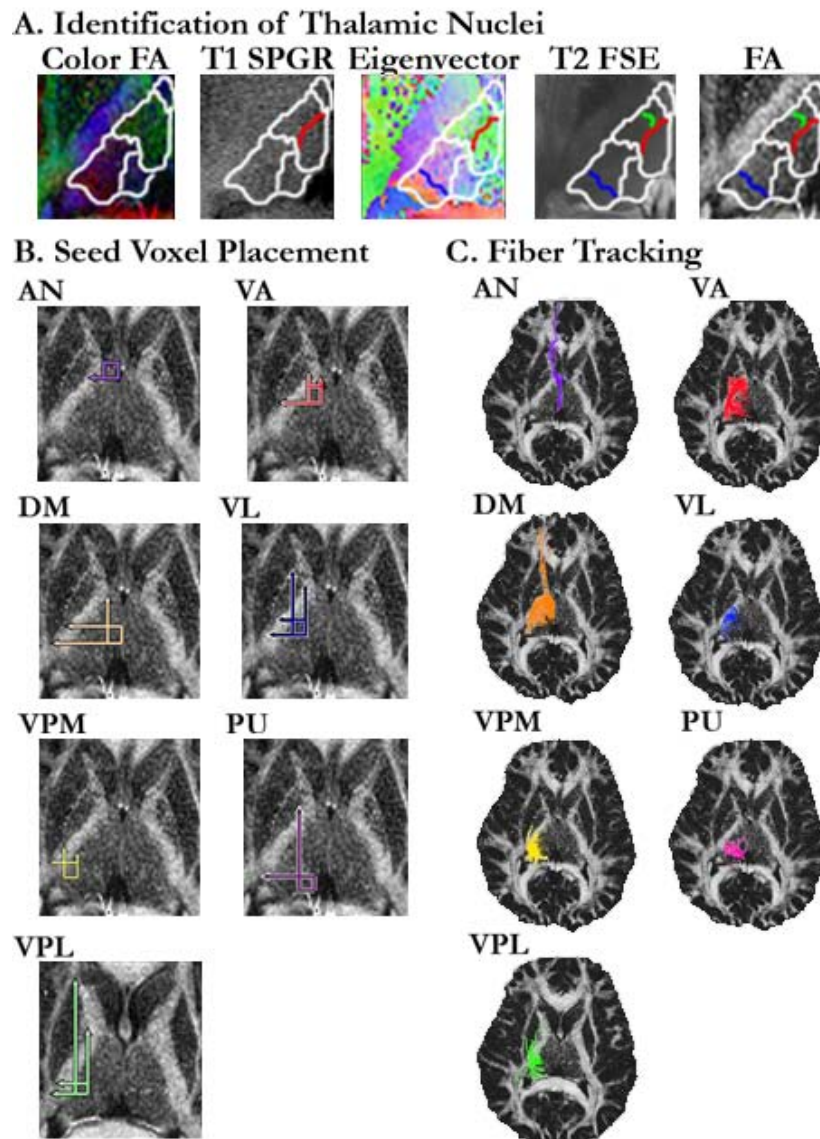 A. Identification of Thalamic Nuclei
Color FA T1 SPGR Eigenvector T2 FSE FA
B. Seed Voxel Placement
AN VA
DM VL
VPM PU
VPL
C. Fiber Tracking
AN VA
DM VL
VPM PU
VPL